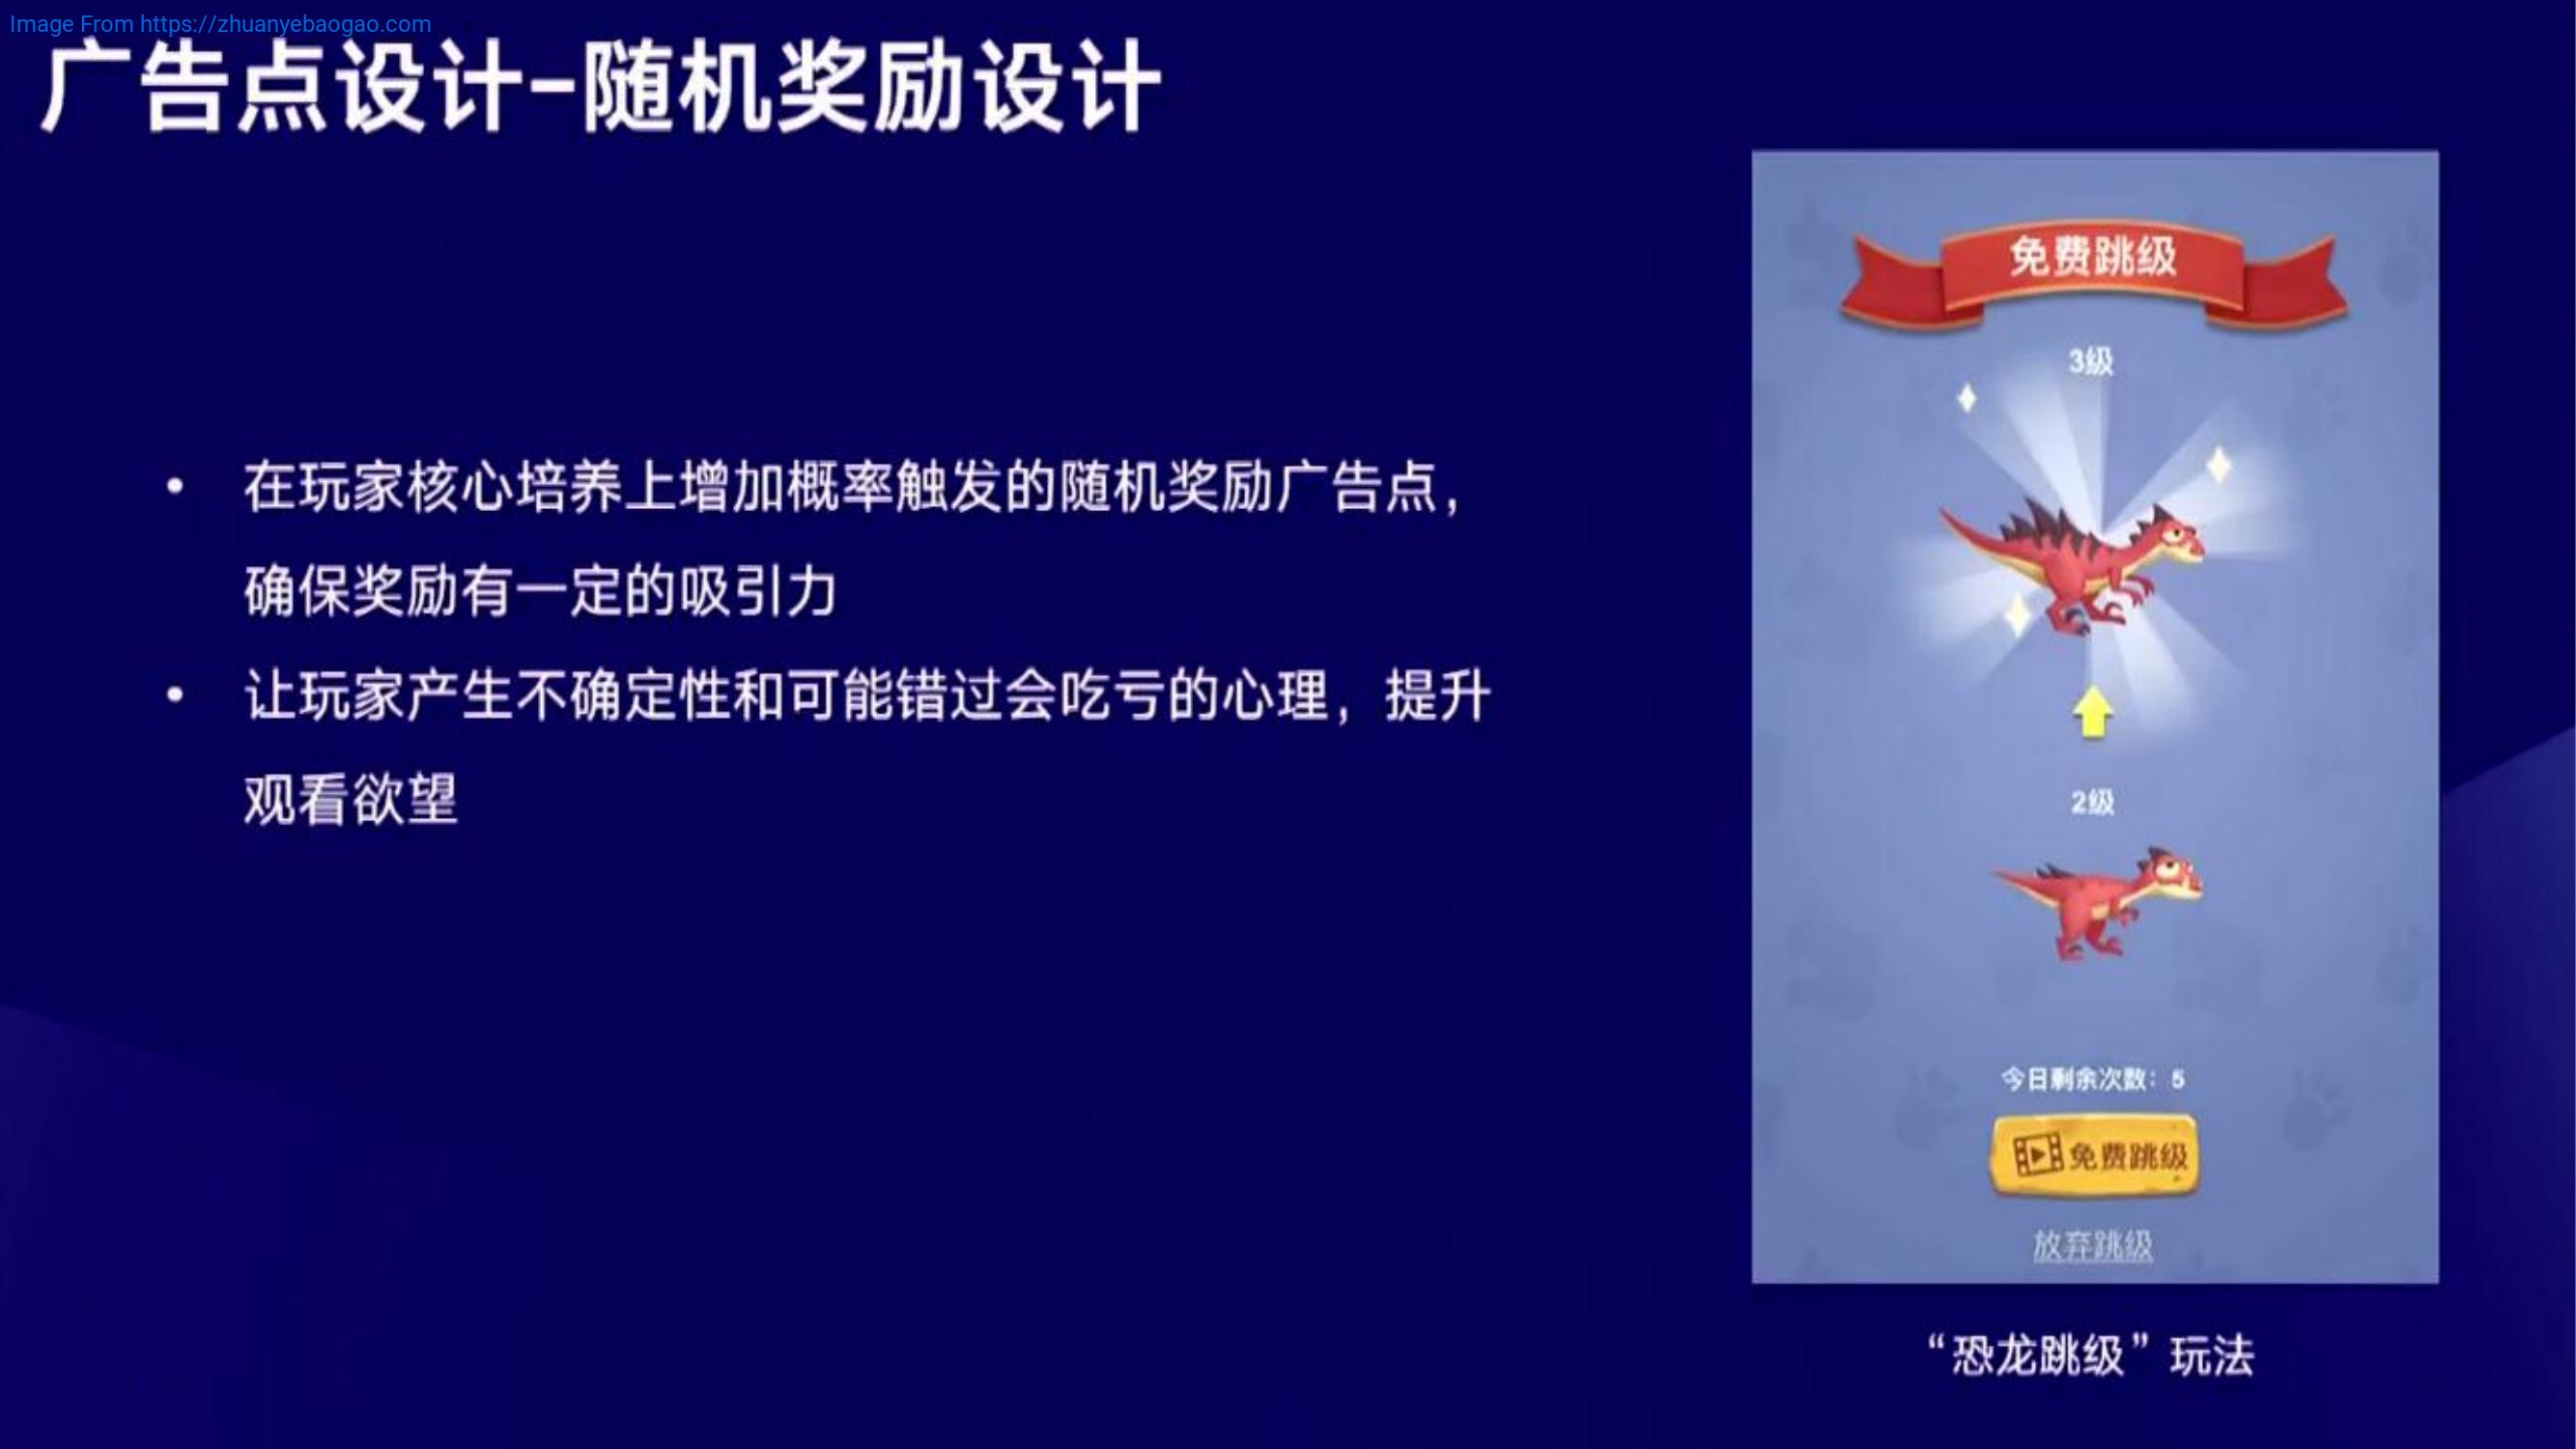 Image From https://zhuanyebaogao.com
广告点设计-随机奖励设计
• 在玩家核心培养上增加概率触发的随机奖励广告点，
确保奖励有一定的吸引力
• 让玩家产生不确定性和可能错过会吃亏的心理，提升
观看欲望
免费跳级
3级
2级
今日剩余次数：5
免费跳级
放弃跳级
“恐龙跳级”玩法